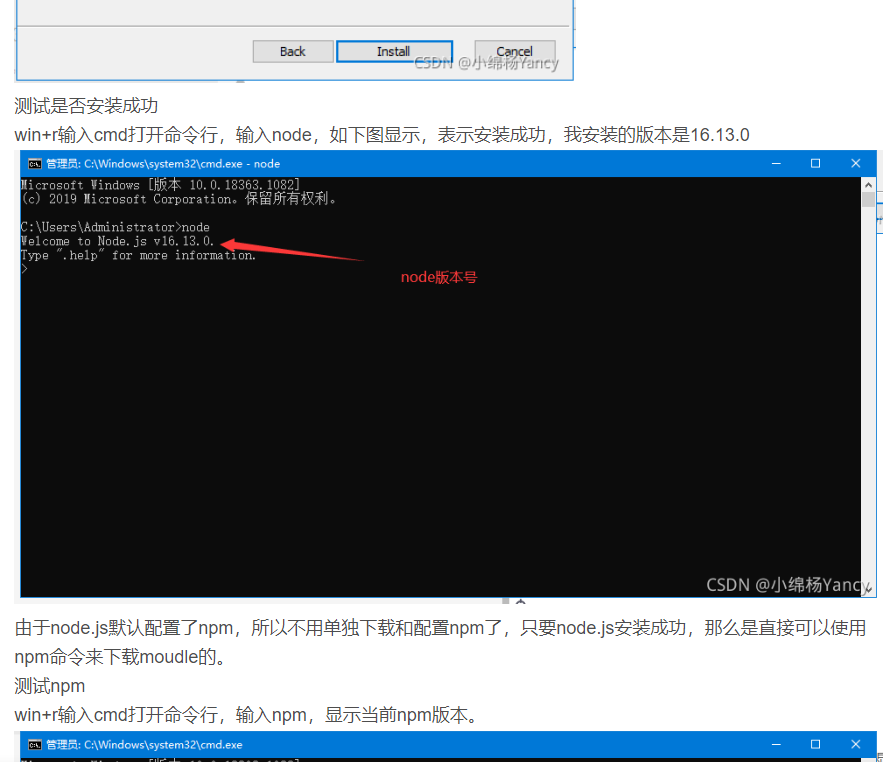 Back
Install
Cancel
CSDN @小绵杨Yancy
测试是否安装成功
win+r输入cmd打开命令行，输入node，如下图显示，表示安装成功，我安装的版本是16.13.0
管理员: C:\Windows\system32\cmd.exe - node
Microsoft Windows [版本 10.0.18363.1082]
(c) 2019 Microsoft Corporation。保留所有权利。
C:\Users\Administrator>node
Welcome to Node.js v16.13.0.
Type ".help" for more information.
>
node版本号
CSDN @小绵杨Yancy
由于node.js默认配置了npm，所以不用单独下载和配置npm了，只要node.js安装成功，那么是直接可以使用
npm命令来下载moudle的。
测试npm
win+r输入cmd打开命令行，输入npm，显示当前npm版本。
管理员: C:\Windows\system32\cmd.exe